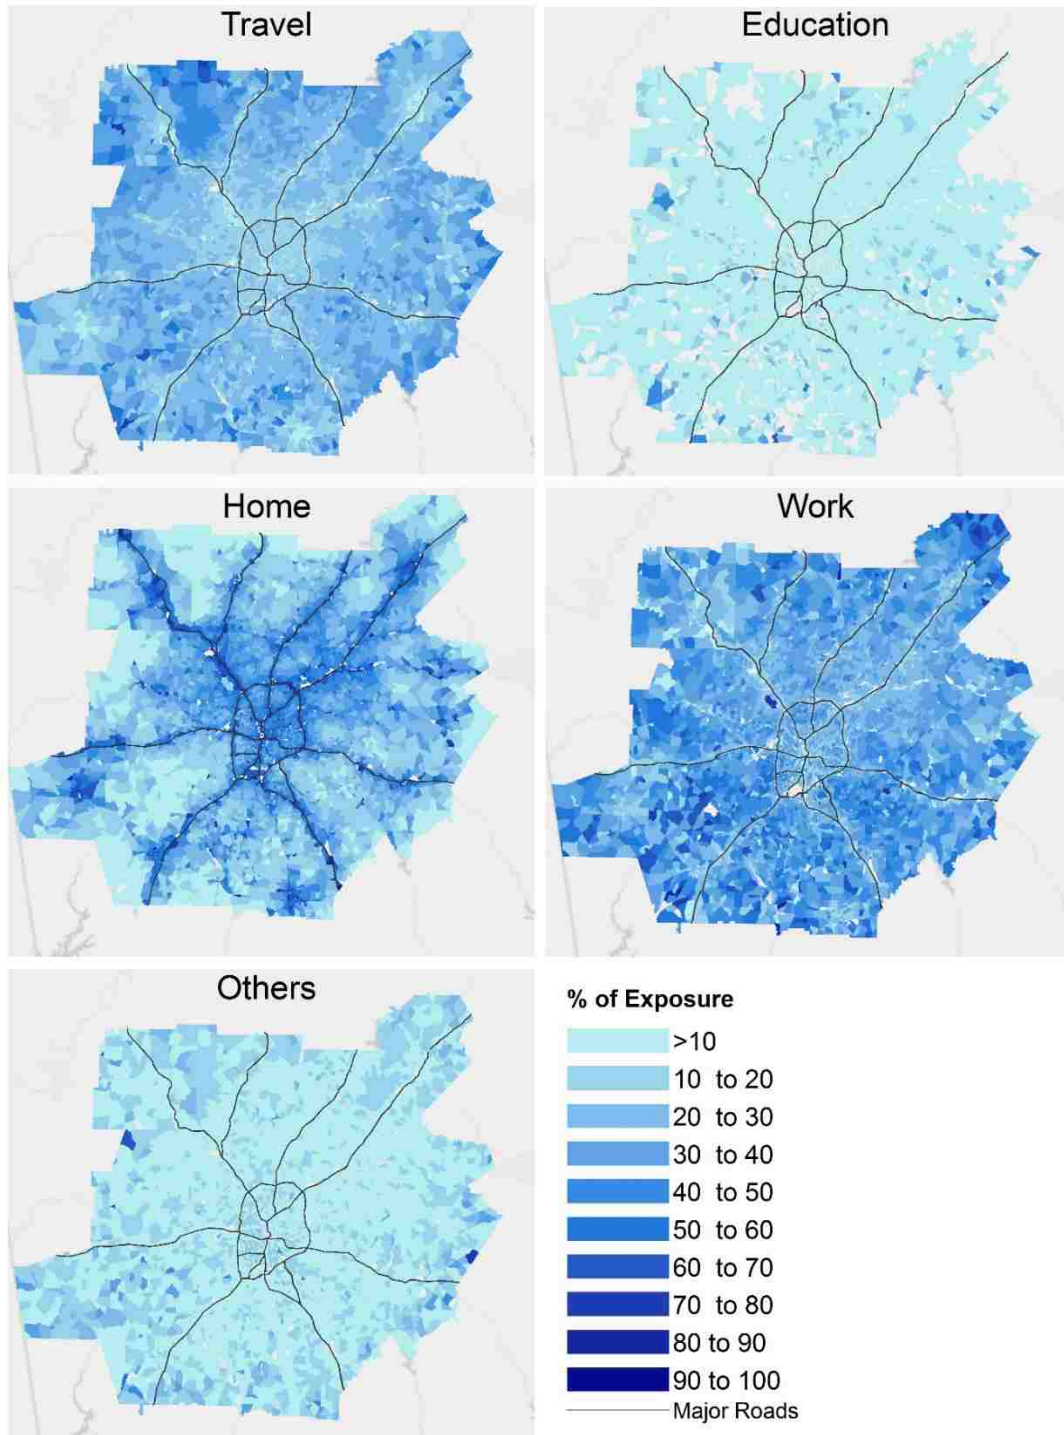 Travel
Education
Home
Work
Others
% of Exposure
>10
10 to 20
20 to 30
30 to 40
40 to 50
50 to 60
60 to 70
70 to 80
80 to 90
90 to 100
Major Roads